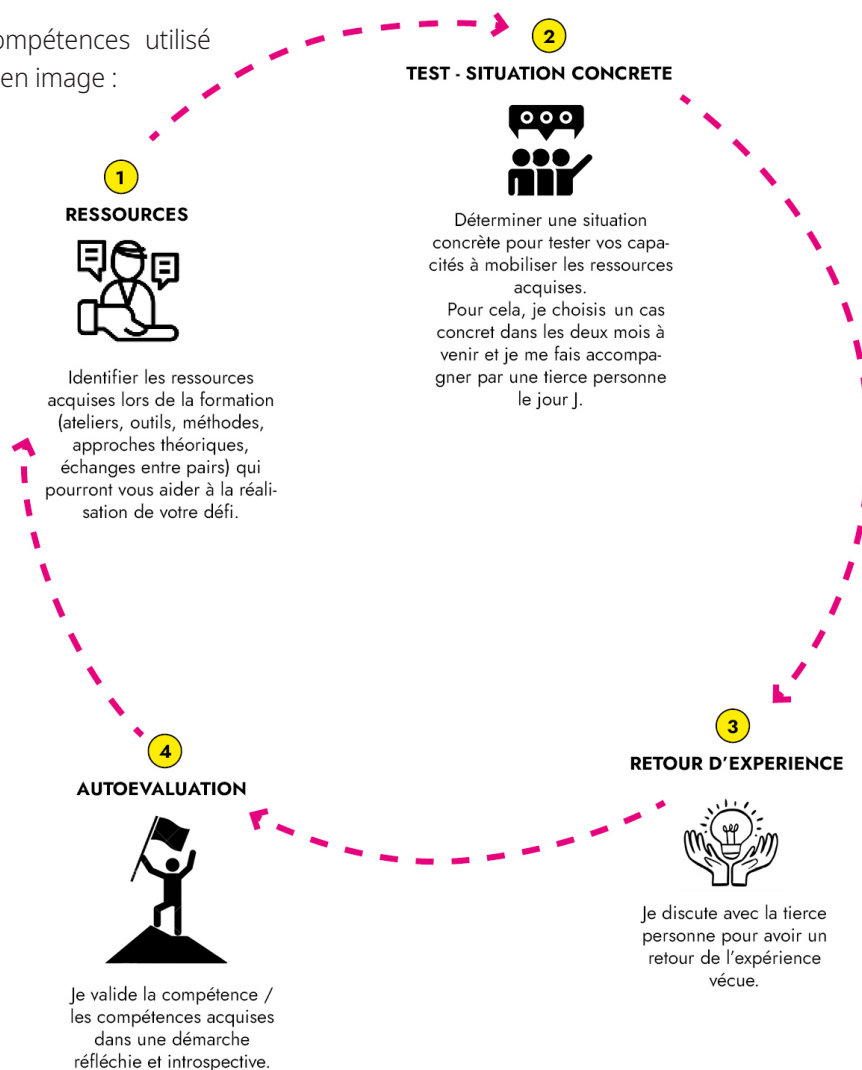 ompétences utilisé
en image :
1
RESSOURCES
Identifier les ressources
acquises lors de la formation
(ateliers, outils, méthodes,
approches théoriques,
échanges entre pairs) qui
pourront vous aider à la réali-
sation de votre défi.
2
TEST - SITUATION CONCRETE
Déterminer une situation
concrète pour tester vos capa-
cités à mobiliser les ressources
acquises.
Pour cela, je choisis un cas
concret dans les deux mois à
venir et je me fais accompa-
gner par une tierce personne
le jour J.
3
RETOUR D'EXPERIENCE
Je discute avec la tierce
personne pour avoir un
retour de l'expérience
vécue.
4
AUTOEVALUATION
Je valide la compétence /
les compétences acquises
dans une démarche
réfléchie et introspective.